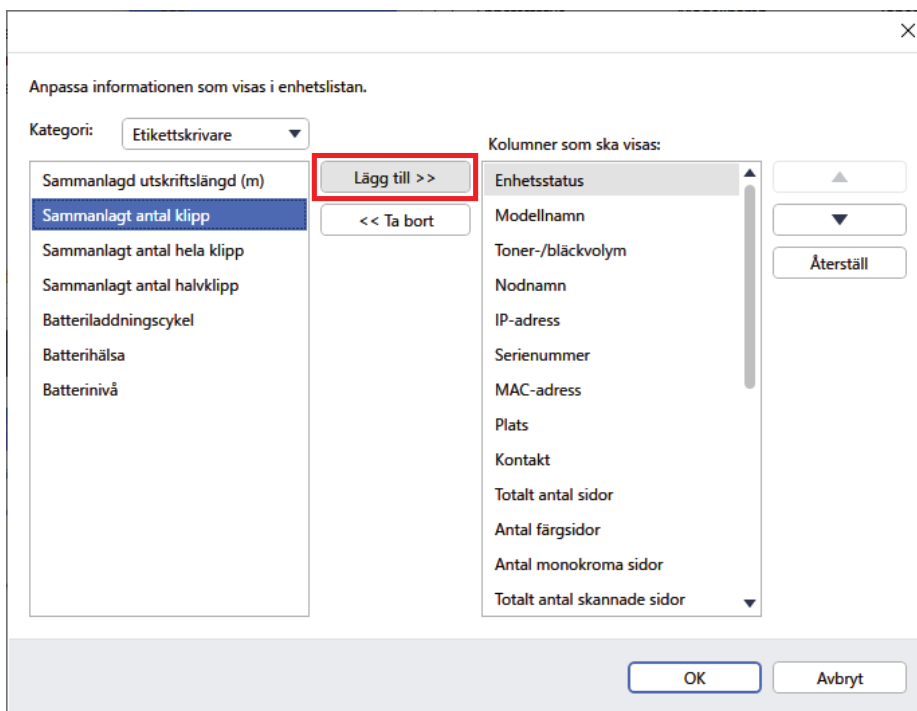 Anpassa informationen som visas i enhetslistan.
Kategori:
Etikettskrivare
Sammanlagd utskriftslängd (m)
Sammanlagt antal klipp
Sammanlagt antal hela klipp
Sammanlagt antal halvklipp
Batteriladdningscykel
Batterihälsa
Batterinivå
Lägg till >>
<< Ta bort
Kolumner som ska visas:
Enhetsstatus
Modellnamn
Toner-/bläckvolym
Nodnamn
IP-adress
Serienummer
MAC-adress
Plats
Kontakt
Totalt antal sidor
Antal färgsidor
Antal monokroma sidor
Totalt antal skannade sidor
Återställ
OK
Avbryt